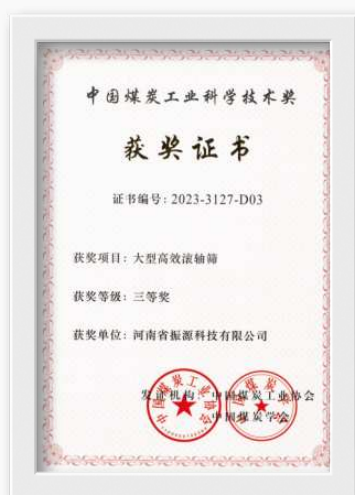 中国煤炭工业科学技术奖
获奖证书
证书编号: 2023-3127-D03
获奖项目: 大型高效滚轴筛
获奖等级: 三等奖
获奖单位: 河南省振源科技有限公司
发证机构: 中国煤炭工业协会
中国煤炭学会